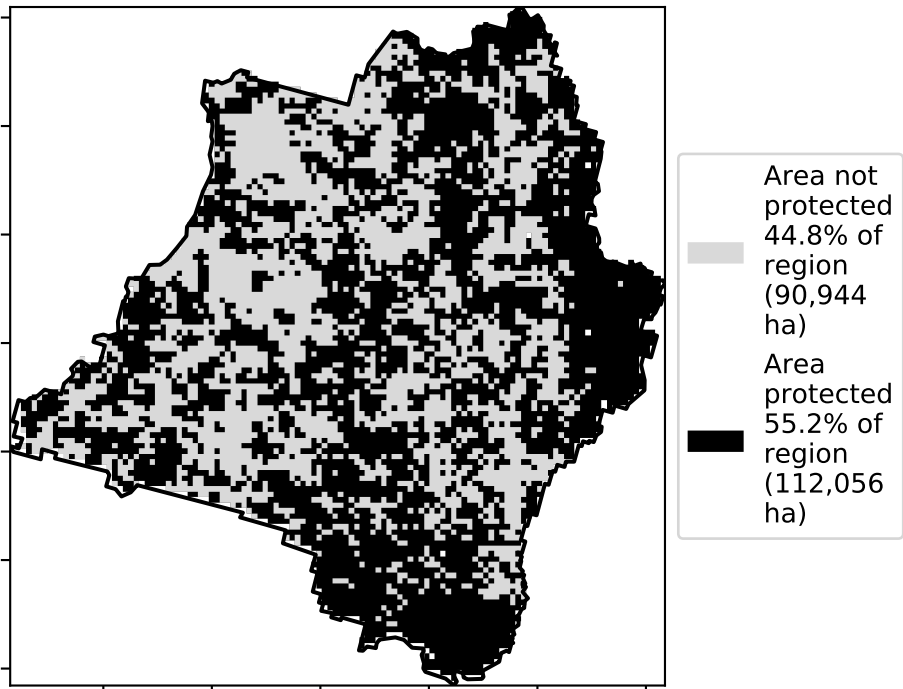 Area not
protected
44.8% of
region
(90,944
ha)
Area
protected
55.2% of
region
(112,056
ha)